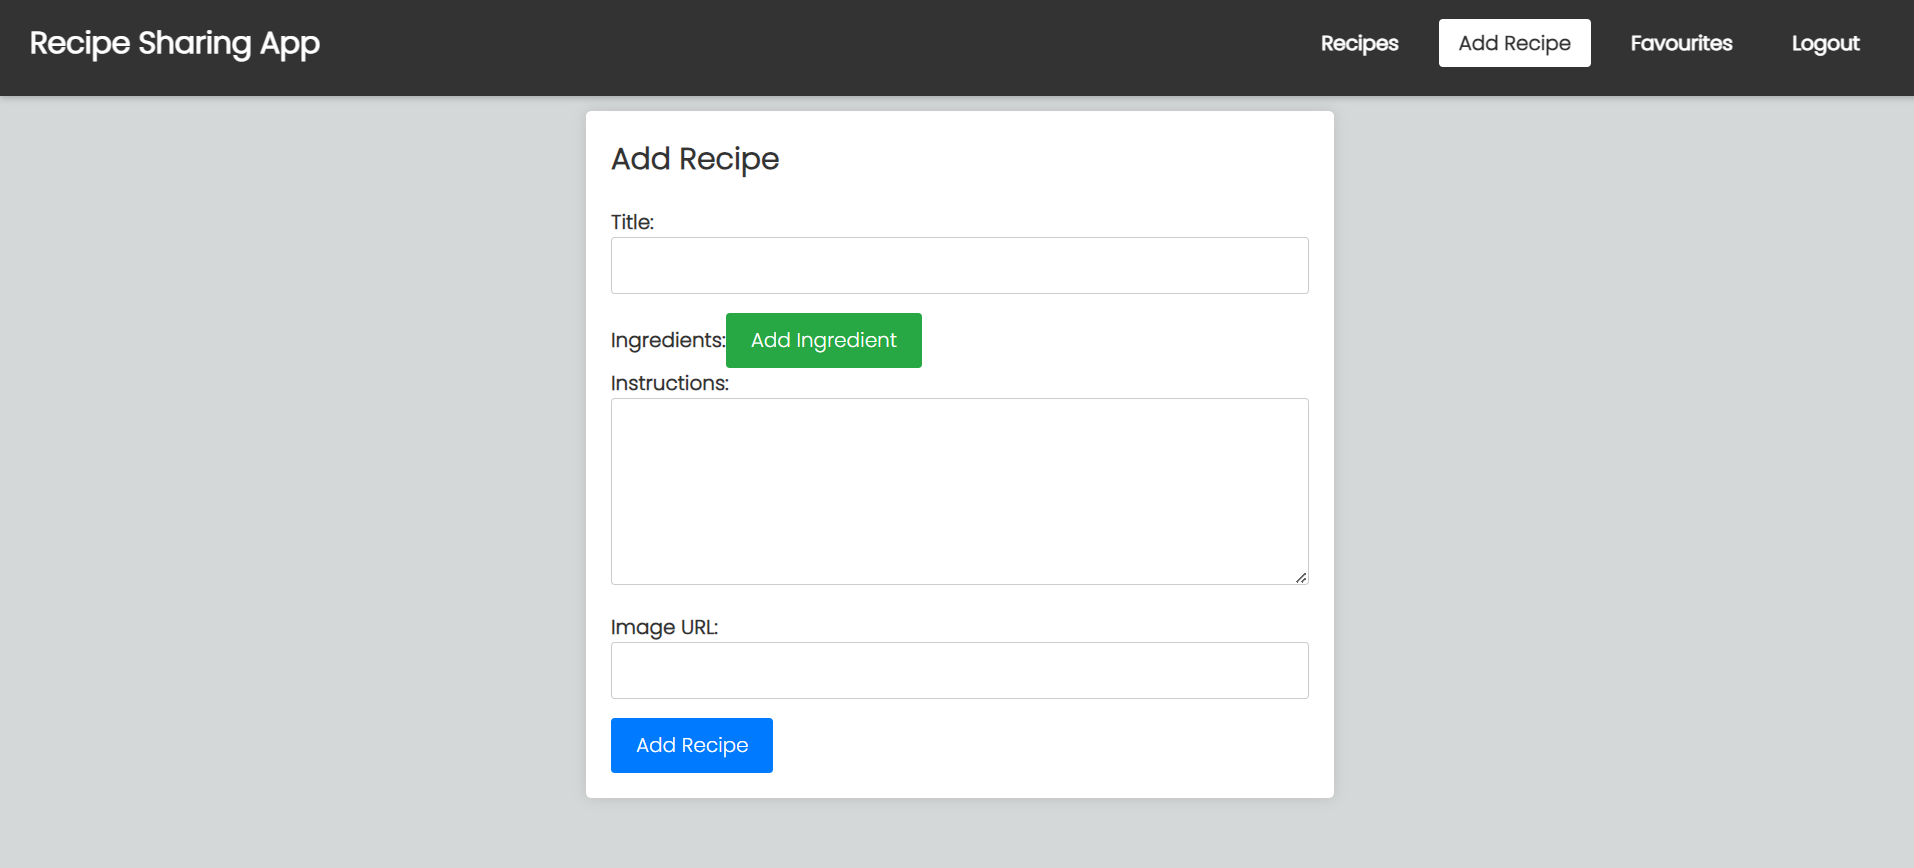 Recipe Sharing App
Recipes Add Recipe Favourites Logout
Add Recipe
Title:
Ingredients: Add Ingredient
Instructions:
Image URL:
Add Recipe